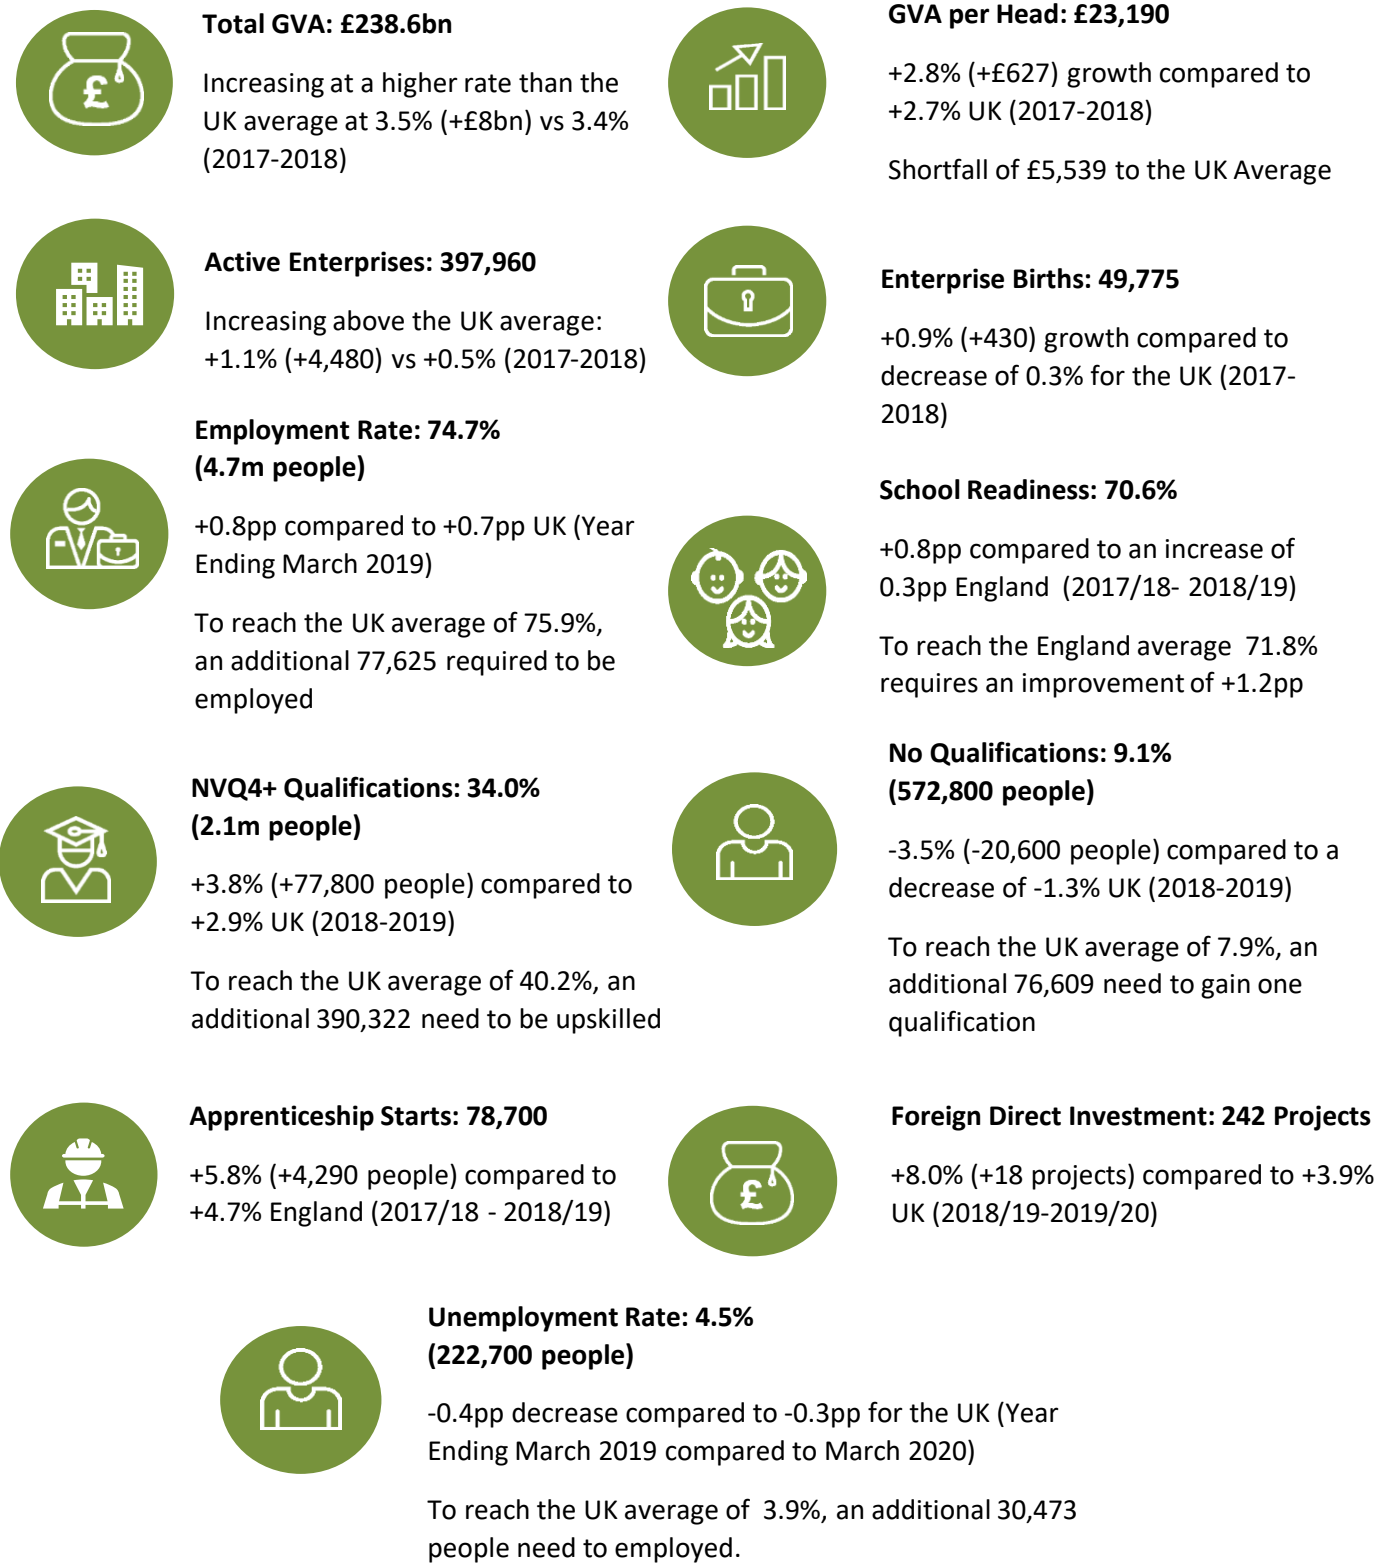 Total GVA: £238.6bn
Increasing at a higher rate than the
UK average at 3.5% (+£8bn) vs 3.4%
(2017-2018)
GVA per Head: £23,190
+2.8% (+£627) growth compared to
+2.7% UK (2017-2018)
Shortfall of £5,539 to the UK Average
Active Enterprises: 397,960
Increasing above the UK average:
+1.1% (+4,480) vs +0.5% (2017-2018)
Enterprise Births: 49,775
+0.9% (+430) growth compared to
decrease of 0.3% for the UK (2017-
2018)
Employment Rate: 74.7%
(4.7m people)
+0.8pp compared to +0.7pp UK (Year
Ending March 2019)
To reach the UK average of 75.9%,
an additional 77,625 required to be
employed
School Readiness: 70.6%
+0.8pp compared to an increase of
0.3pp England (2017/18- 2018/19)
To reach the England average 71.8%
requires an improvement of +1.2pp
NVQ4+ Qualifications: 34.0%
(2.1m people)
+3.8% (+77,800 people) compared to
+2.9% UK (2018-2019)
To reach the UK average of 40.2%, an
additional 390,322 need to be upskilled
No Qualifications: 9.1%
(572,800 people)
-3.5% (-20,600 people) compared to a
decrease of -1.3% UK (2018-2019)
To reach the UK average of 7.9%, an
additional 76,609 need to gain one
qualification
Apprenticeship Starts: 78,700
+5.8% (+4,290 people) compared to
+4.7% England (2017/18 - 2018/19)
Foreign Direct Investment: 242 Projects
+8.0% (+18 projects) compared to +3.9%
UK (2018/19-2019/20)
Unemployment Rate: 4.5%
(222,700 people)
-0.4pp decrease compared to -0.3pp for the UK (Year
Ending March 2019 compared to March 2020)
To reach the UK average of 3.9%, an additional 30,473
people need to employed.